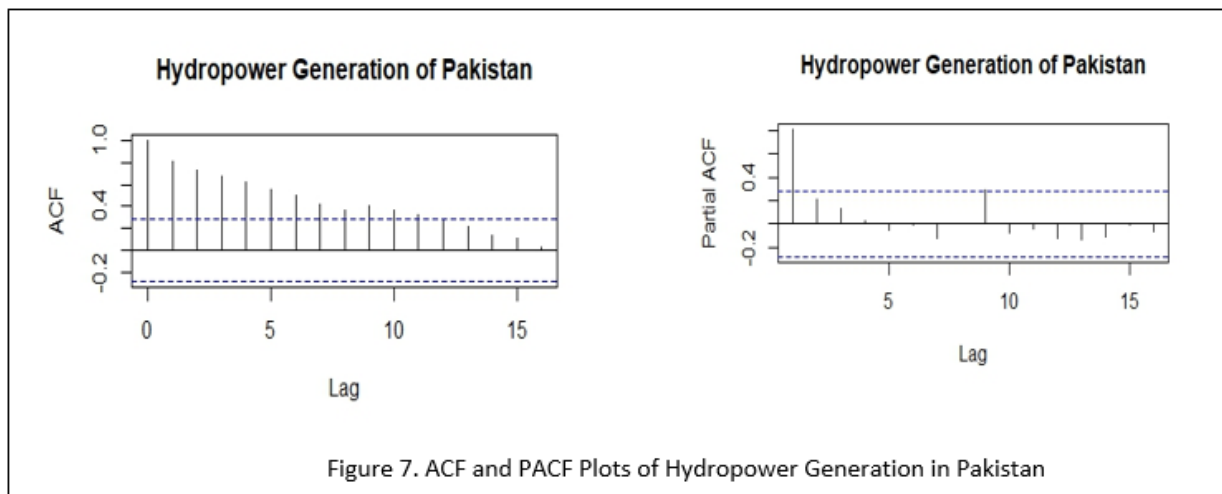 Hydropower Generation of Pakistan
ACF
1.0
0.4
-0.2
0 5 10 15
Lag
Hydropower Generation of Pakistan
Partial ACF
0.4
-0.2
5 10 15
Lag
Figure 7. ACF and PACF Plots of Hydropower Generation in Pakistan